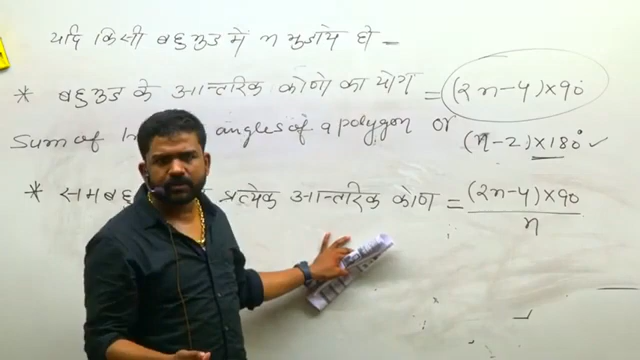 यदि किसी बहुभुज में n भुजायें हो -
* बहुभुज के आन्तरिक कोणों का योग = (2n-4)×90°
Sum of angles of a polygon or (n-2)×180° ✓
* प्रत्येक आन्तरिक कोण = (2n-4)×90
n